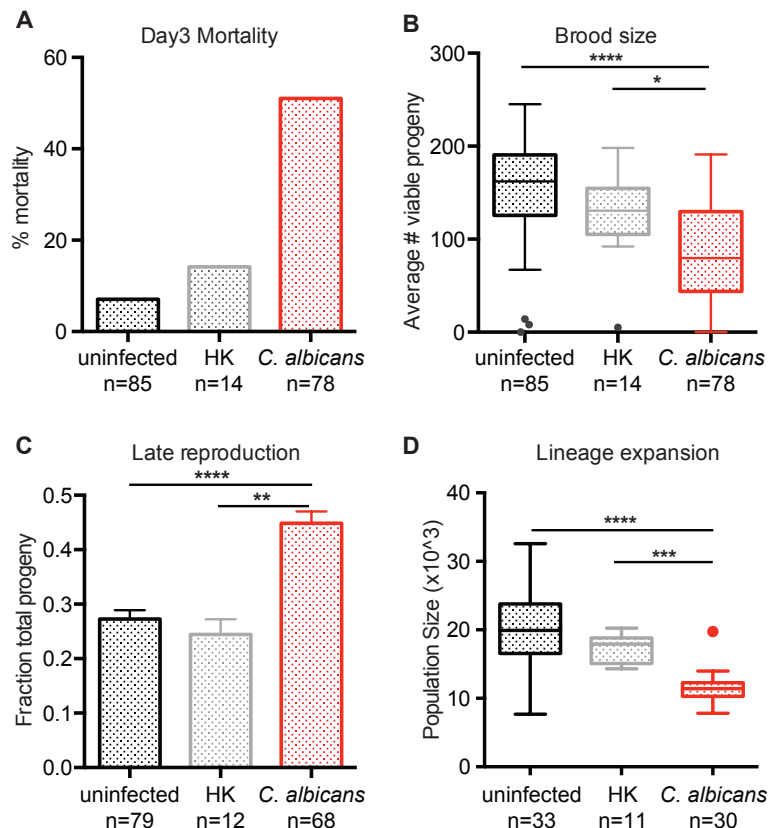 A
Day3 Mortality
% mortality
60
40
20
0
uninfected HK C. albicans
n=85 n=14 n=78
B
Brood size
**** 
*
Average # viable progeny
300
200
100
0
uninfected HK C. albicans
n=85 n=14 n=78
C
Late reproduction
****
**
Fraction total progeny
0.5
0.4
0.3
0.2
0.1
0.0
uninfected HK C. albicans
n=79 n=12 n=68
D
Lineage expansion
****
***
Population Size (x10^3)
40
30
20
10
0
uninfected HK C. albicans
n=33 n=11 n=30